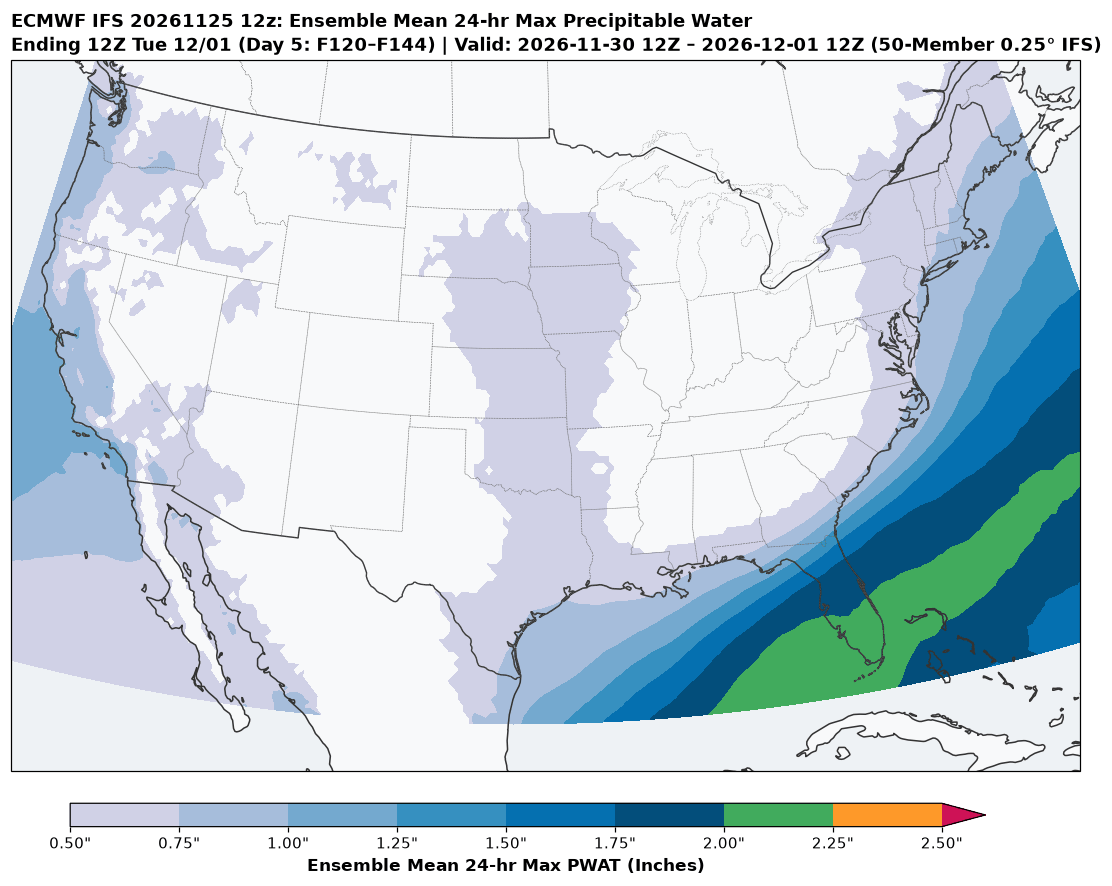 ECMWF IFS 20261125 12z: Ensemble Mean 24-hr Max Precipitable Water
Ending 12Z Tue 12/01 (Day 5: F120–F144) | Valid: 2026-11-30 12Z – 2026-12-01 12Z (50-Member 0.25° IFS)
0.50" 0.75" 1.00" 1.25" 1.50" 1.75" 2.00" 2.25" 2.50"
Ensemble Mean 24-hr Max PWAT (Inches)